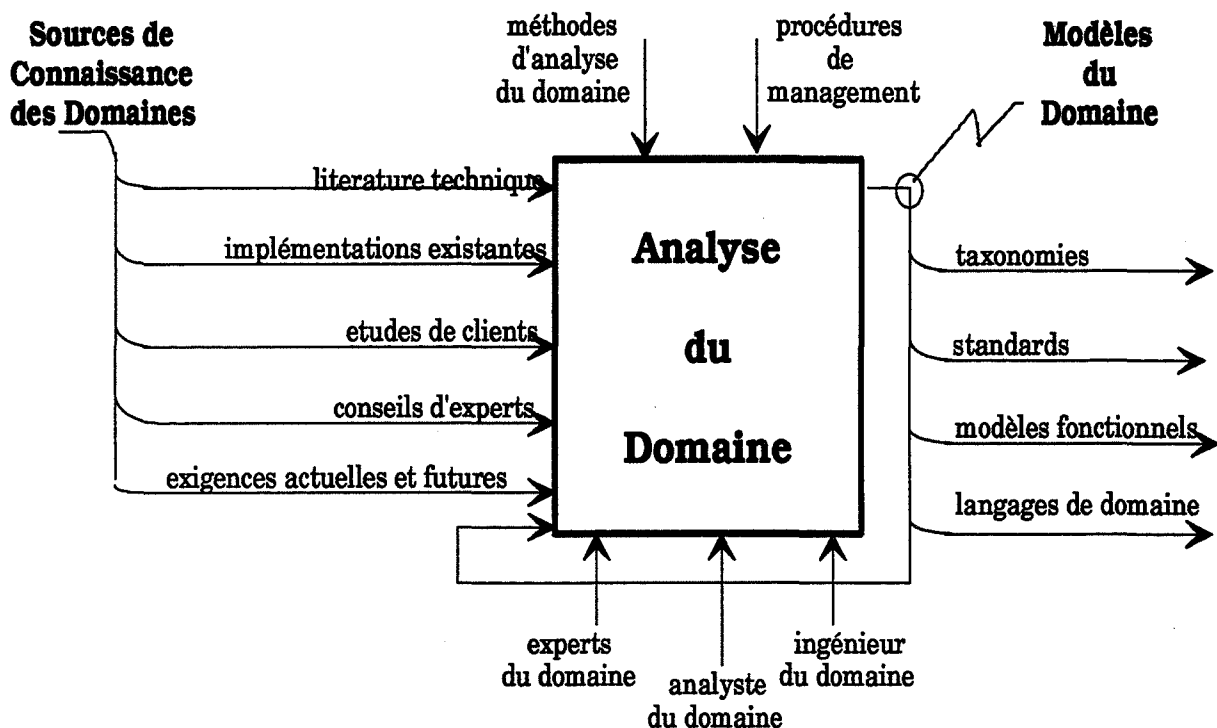 Sources de
Connaissance
des Domaines
méthodes
d'analyse
du domaine
procédures
de
management
Modèles
du
Domaine
literature technique
implémentations existantes
etudes de clients
conseils d'experts
exigences actuelles et futures
Analyse
du
Domaine
taxonomies
standards
modèles fonctionnels
langages de domaine
experts
du domaine
analyste
du domaine
ingénieur
du domaine